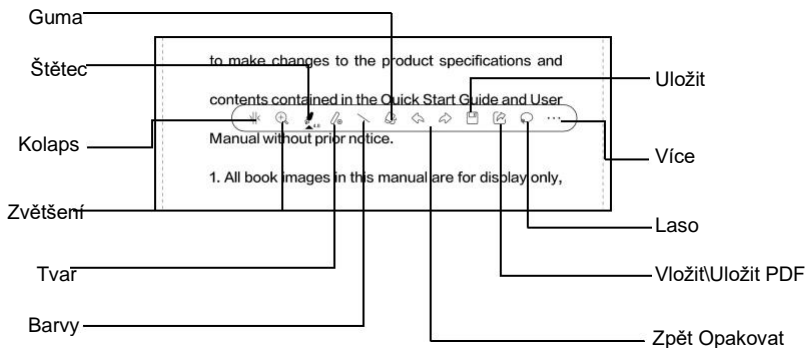 Guma
Štětec
Kolaps
Zvětšení
Tvar
Barvy
to make changes to the product specifications and
contents contained in the Quick Start Guide and User
Manual without prior notice.
1. All book images in this manual are for display only,
Uložit
Více
Laso
Vložit\Uložit PDF
Zpět Opakovat